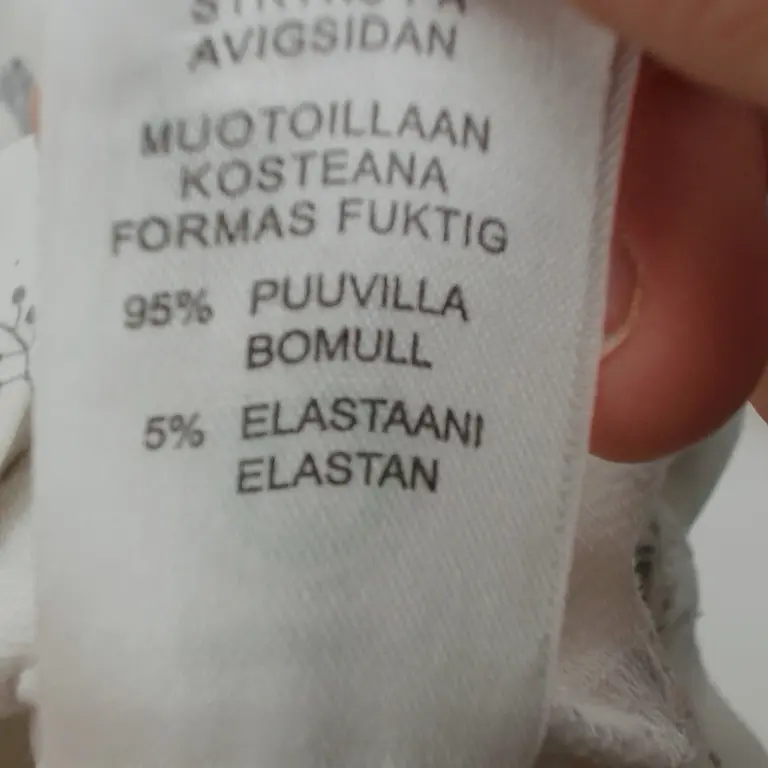 AVIGSIDAN
MUOTOILLAAN
KOSTEANA
FORMAS FUKTIG
95% PUUVILLA
BOMULL
5% ELASTAANI
ELASTAN